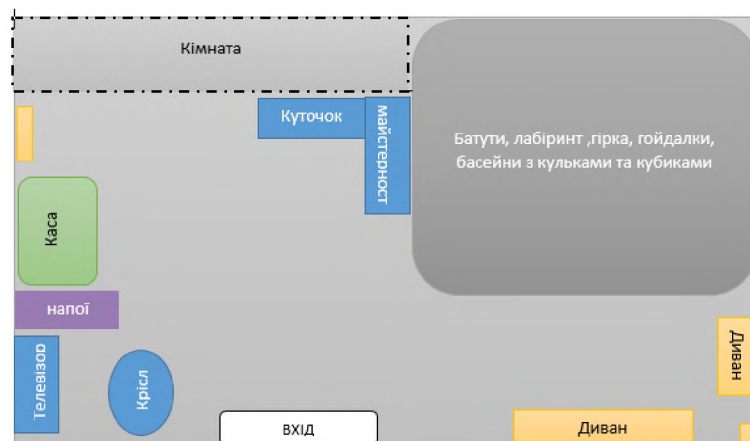 Кімната
Куточок
майстерност
Батути, лабіринт ,гірка, гойдалки,
басейни з кульками та кубиками
Каса
напої
Телевізор
Крісл
ВХІД
Диван
Диван